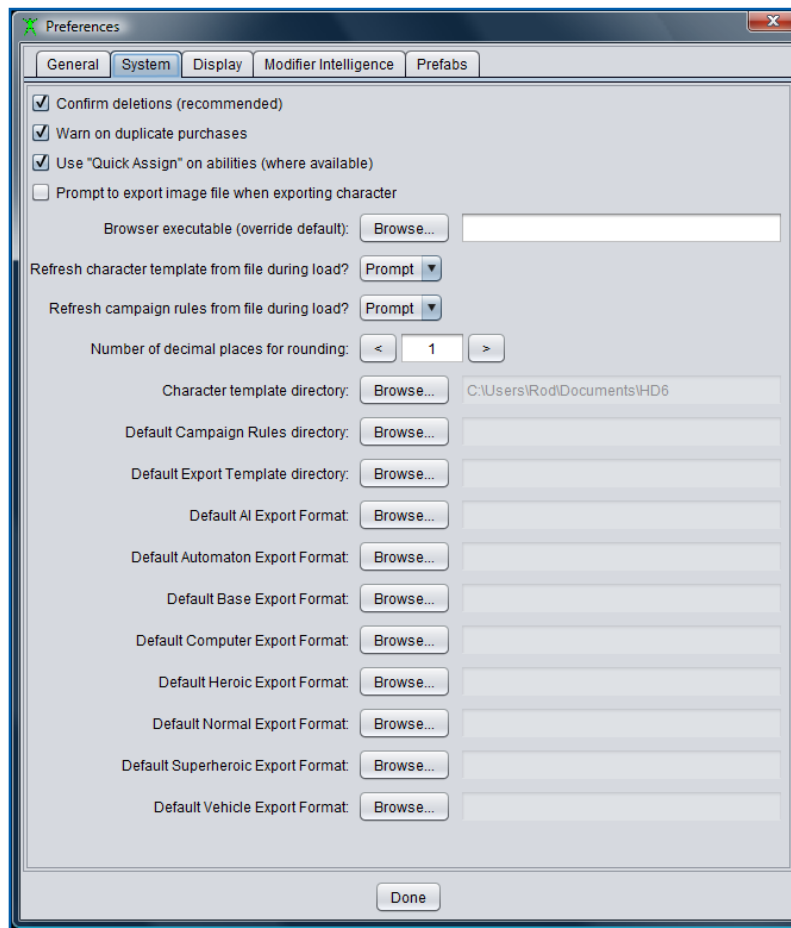 Preferences
General System Display Modifier Intelligence Prefabs
Confirm deletions (recommended)
Warn on duplicate purchases
Use "Quick Assign" on abilities (where available)
Prompt to export image file when exporting character
Browser executable (override default): Browse...
Refresh character template from file during load? Prompt
Refresh campaign rules from file during load? Prompt
Number of decimal places for rounding: < 1 >
Character template directory: Browse... C:\Users\Rod\Documents\HD6
Default Campaign Rules directory: Browse...
Default Export Template directory: Browse...
Default AI Export Format: Browse...
Default Automaton Export Format: Browse...
Default Base Export Format: Browse...
Default Computer Export Format: Browse...
Default Heroic Export Format: Browse...
Default Normal Export Format: Browse...
Default Superheroic Export Format: Browse...
Default Vehicle Export Format: Browse...
Done